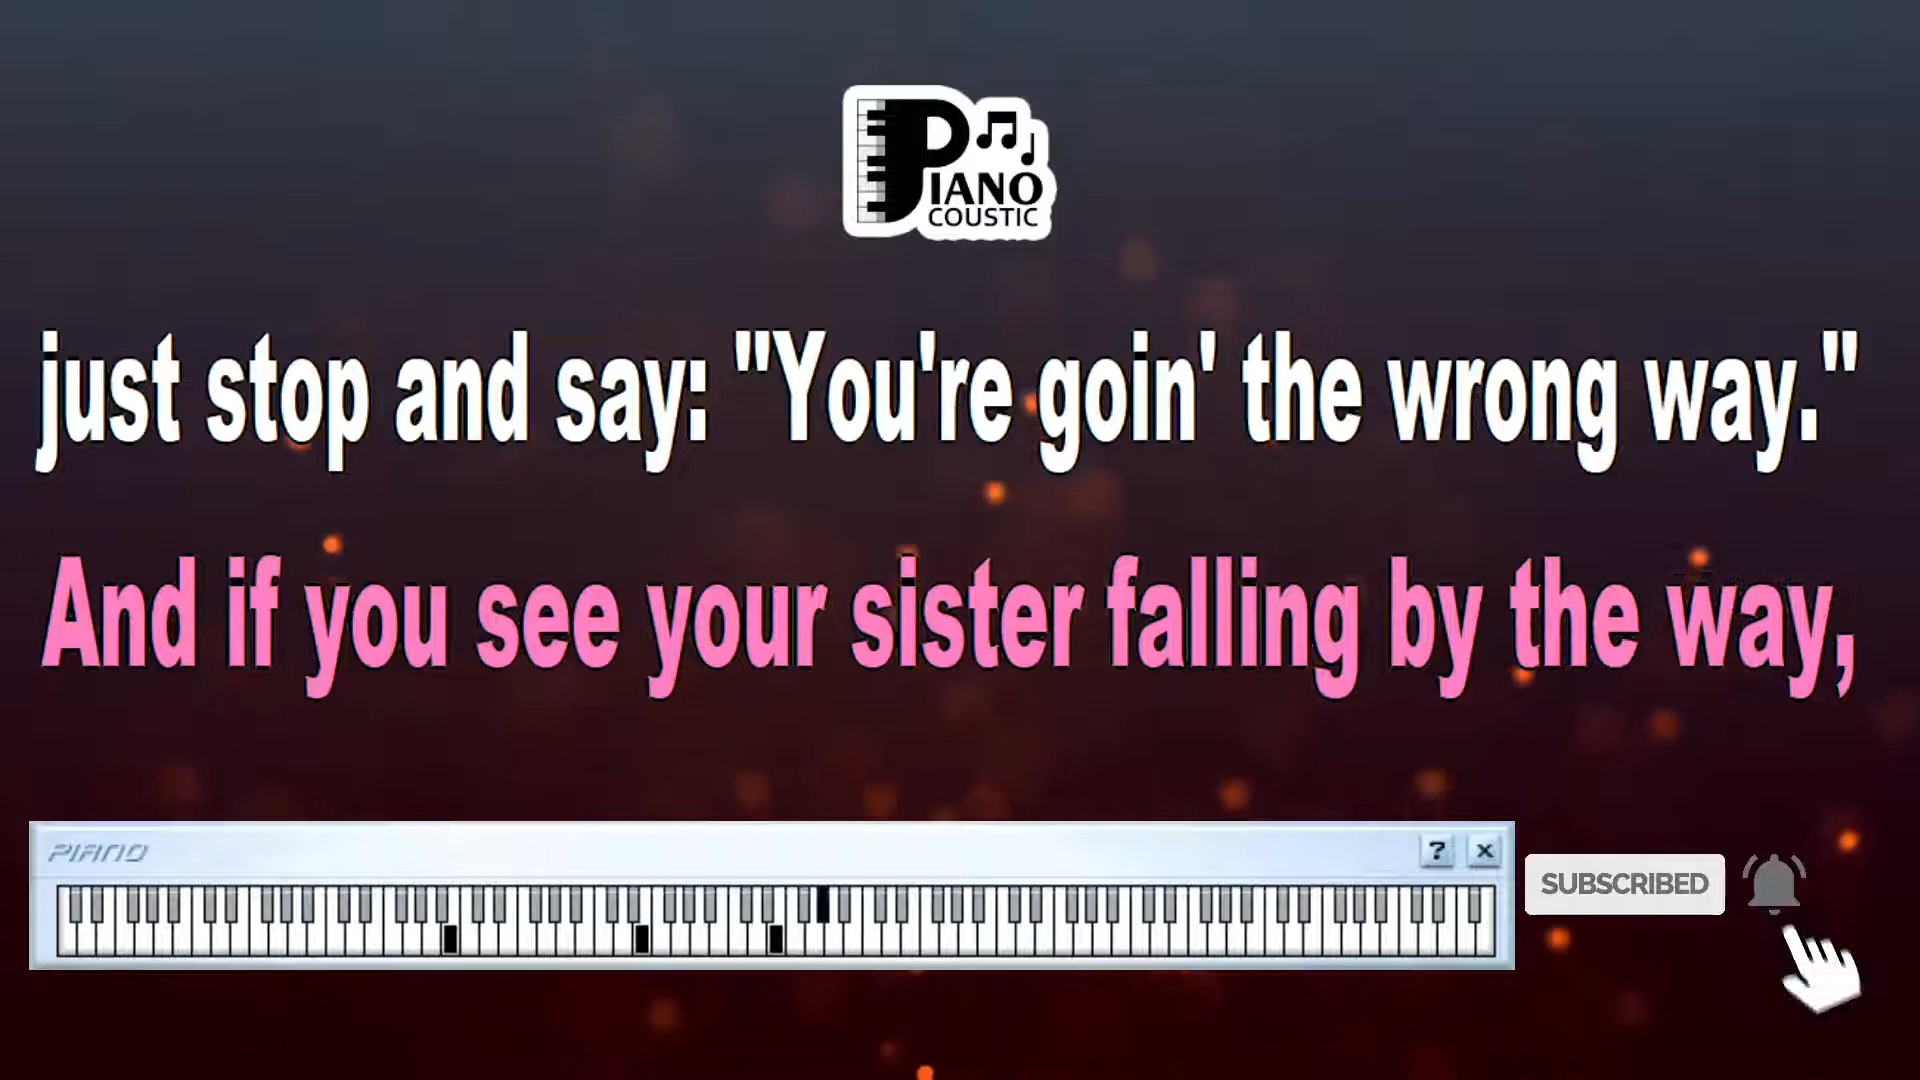 PIANO
COUSTIC
just stop and say: "You're goin' the wrong way."
And if you see your sister falling by the way,
PIANO
? x
SUBSCRIBED